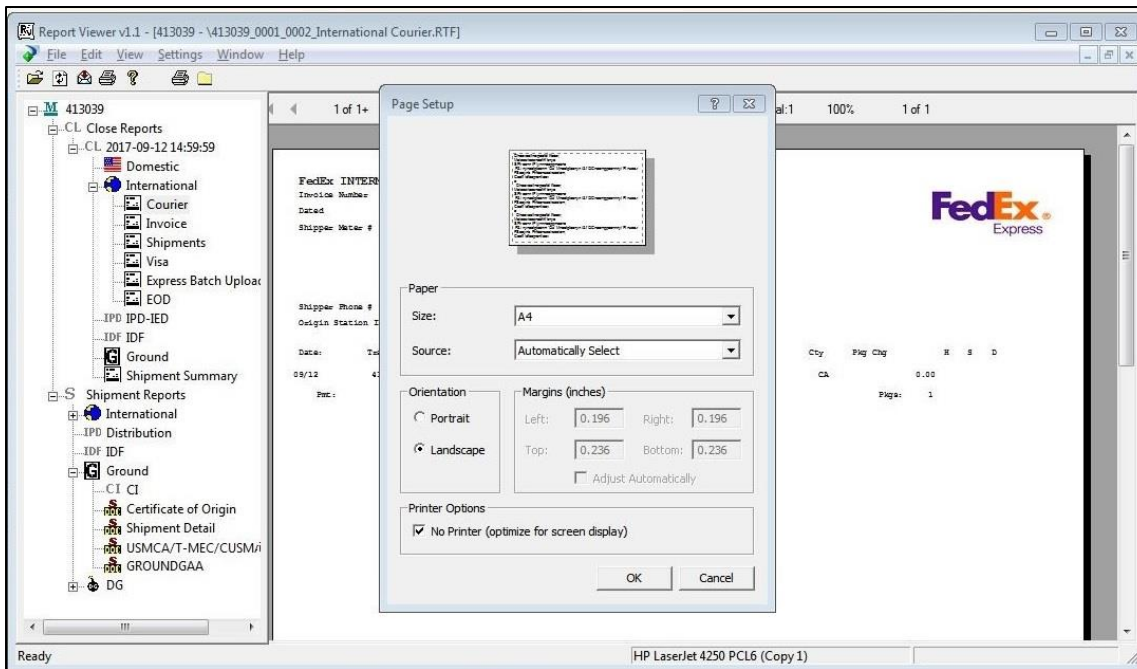 Report Viewer v1.1 - [413039 - \413039_0001_0002_International Courier.RTF]
File Edit View Settings Window Help
413039
CL Close Reports
CL 2017-09-12 14:59:59
Domestic
International
Courier
Invoice
Shipments
Visa
Express Batch Upload
EOD
IPD IPD-IED
IDF IDF
G Ground
Shipment Summary
S Shipment Reports
International
IPD Distribution
IDF IDF
G Ground
CI CI
Certificate of Origin
Shipment Detail
USMCA/T-MEC/CUSMA
GROUNDGAA
DG
1 of 1+
al:1 100% 1 of 1
FedEx INTERN
Invoice Number
Dated
Shipper Meter #
FedEx®
Express
Shipper Phone #
Origin Station I
Date: Cty Pkg Chg H S D
09/12 CA 0.00
Pmt: Pkgs: 1
Page Setup
Paper
Size: A4
Source: Automatically Select
Orientation
Portrait
Landscape
Margins (inches)
Left: 0.196 Right: 0.196
Top: 0.236 Bottom: 0.236
Adjust Automatically
Printer Options
No Printer (optimize for screen display)
OK Cancel
Ready
HP LaserJet 4250 PCL6 (Copy 1)